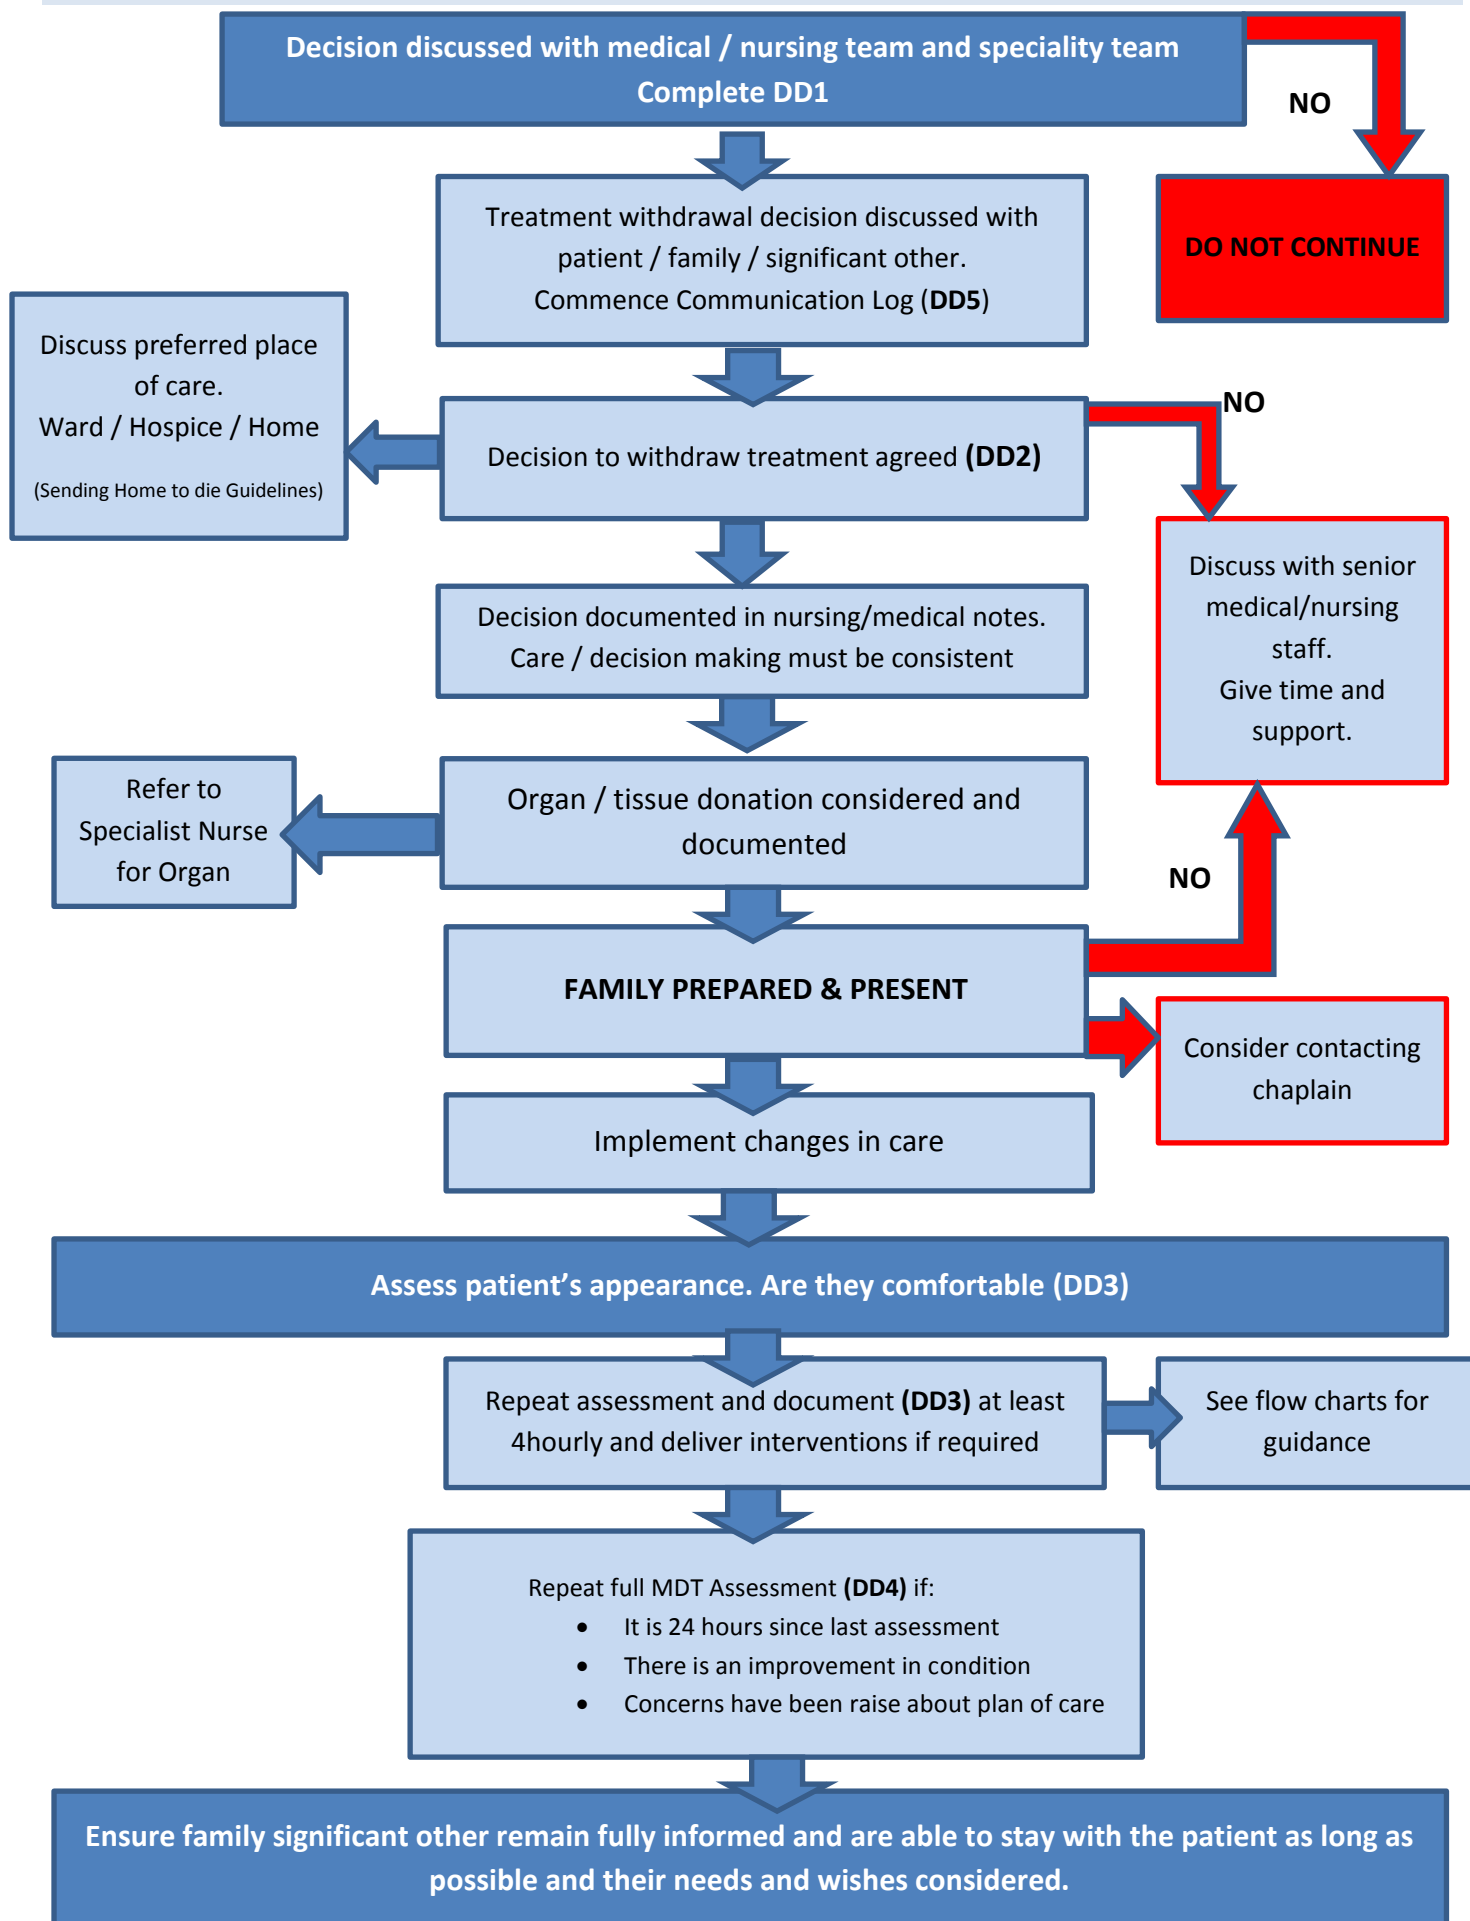 Decision discussed with medical / nursing team and speciality team
Complete DD1
NO
DO NOT CONTINUE
Treatment withdrawal decision discussed with
patient / family / significant other.
Commence Communication Log (DD5)
Discuss preferred place
of care.
Ward / Hospice / Home
(Sending Home to die Guidelines)
Decision to withdraw treatment agreed (DD2)
NO
Discuss with senior
medical/nursing
staff.
Give time and
support.
Decision documented in nursing/medical notes.
Care / decision making must be consistent
Refer to
Specialist Nurse
for Organ
Organ / tissue donation considered and
documented
NO
FAMILY PREPARED & PRESENT
Consider contacting
chaplain
Implement changes in care
Assess patient’s appearance. Are they comfortable (DD3)
Repeat assessment and document (DD3) at least
4hourly and deliver interventions if required
See flow charts for
guidance
Repeat full MDT Assessment (DD4) if:
• It is 24 hours since last assessment
• There is an improvement in condition
• Concerns have been raise about plan of care
Ensure family significant other remain fully informed and are able to stay with the patient as long as
possible and their needs and wishes considered.